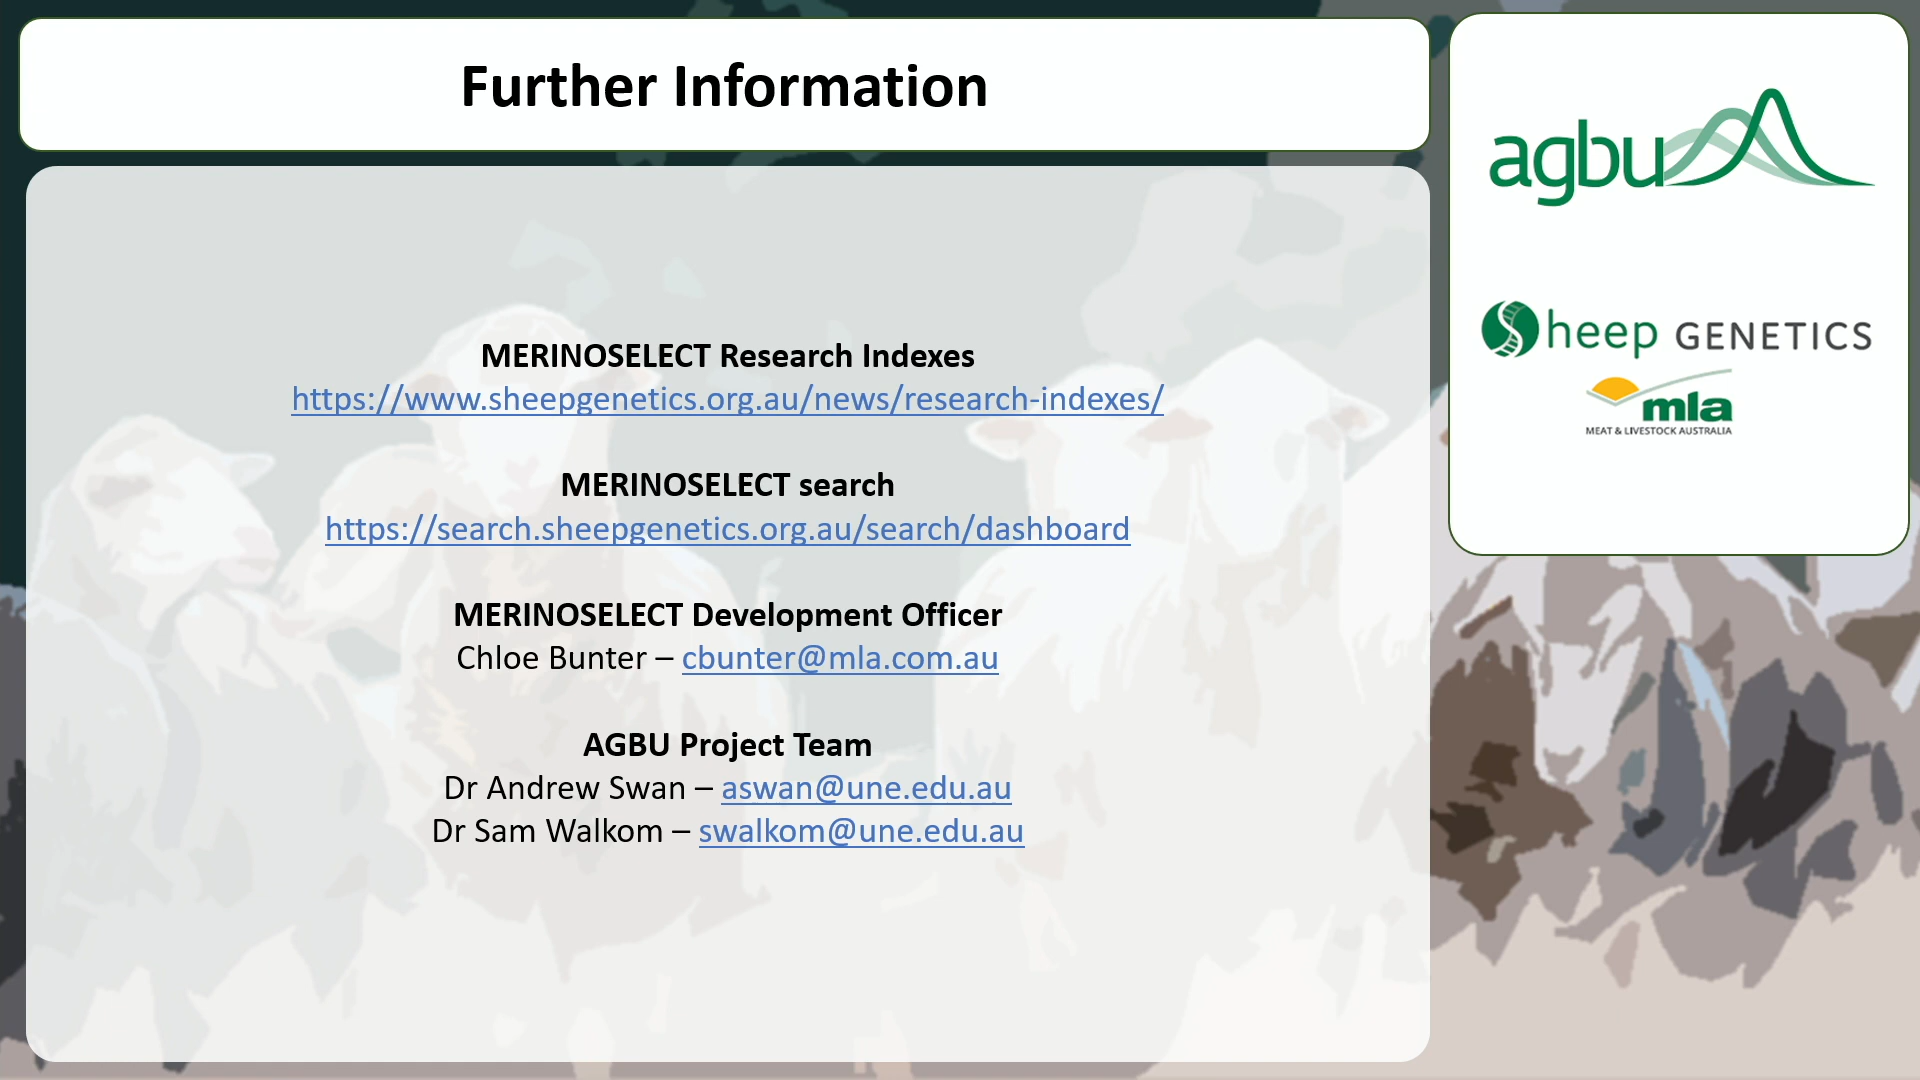 Further Information
MERINOSELECT Research Indexes
https://www.sheepgenetics.org.au/news/research-indexes/
MERINOSELECT search
https://search.sheepgenetics.org.au/search/dashboard
MERINOSELECT Development Officer
Chloe Bunter – cbunter@mla.com.au
AGBU Project Team
Dr Andrew Swan – aswan@une.edu.au
Dr Sam Walkom – swalkom@une.edu.au
agbu
Sheep GENETICS
mla
MEAT & LIVESTOCK AUSTRALIA